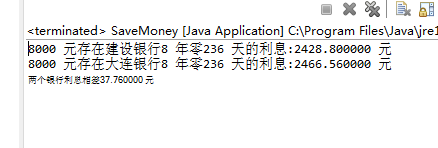 <terminated> SaveMoney [Java Application] C:\Program Files\Java\jre1
8000 元存在建设银行8 年零236 天的利息:2428.800000 元
8000 元存在大连银行8 年零236 天的利息:2466.560000 元
两个银行利息相差37.760000 元